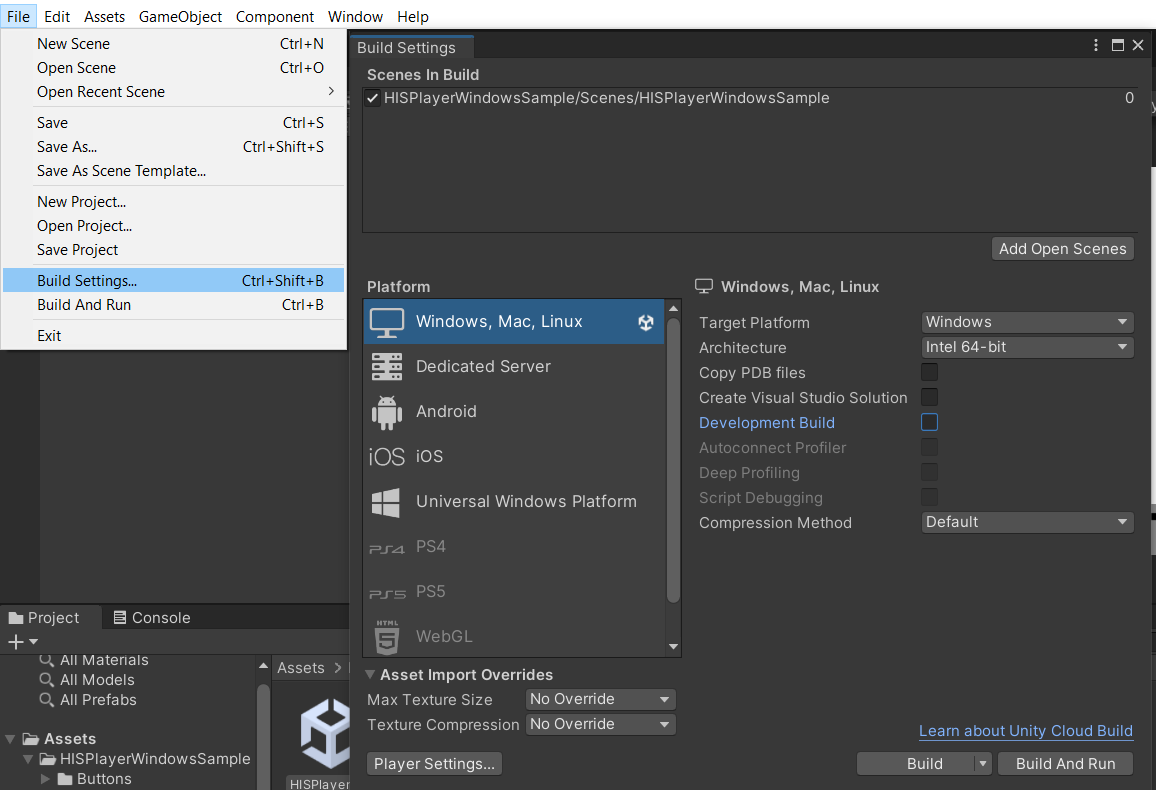 File Edit Assets GameObject Component Window Help
New Scene Ctrl+N
Open Scene Ctrl+O
Open Recent Scene
Save Ctrl+S
Save As... Ctrl+Shift+S
Save As Scene Template...
New Project...
Open Project...
Save Project
Build Settings... Ctrl+Shift+B
Build And Run Ctrl+B
Exit
Build Settings
Scenes In Build
HISPlayerWindowsSample/Scenes/HISPlayerWindowsSample 0
Add Open Scenes
Platform
Windows, Mac, Linux
Dedicated Server
Android
iOS iOS
Universal Windows Platform
PS4 PS4
PS5 PS5
HTML
5 WebGL
Windows, Mac, Linux
Target Platform Windows
Architecture Intel 64-bit
Copy PDB files
Create Visual Studio Solution
Development Build
Autoconnect Profiler
Deep Profiling
Script Debugging
Compression Method Default
Asset Import Overrides
Max Texture Size No Override
Texture Compression No Override
Learn about Unity Cloud Build
Player Settings... Build Build And Run
Project Console
All Materials
All Models
All Prefabs
Assets
HISPlayerWindowsSample
Buttons
Assets >
HISPlayer